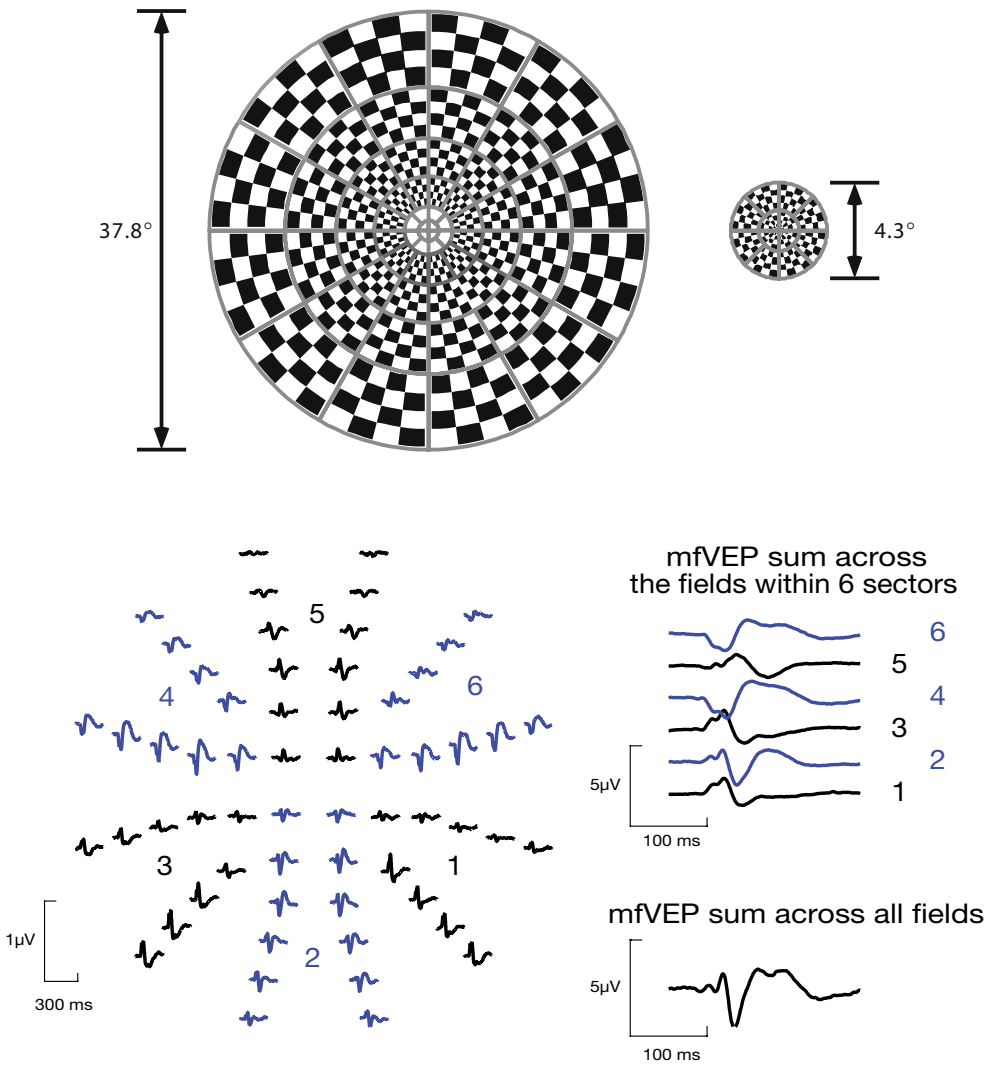 37.8°
4.3°
mfVEP sum across
the fields within 6 sectors
5
4
6
3
1
2
1µV
300 ms
6
5
4
3
2
1
5µV
100 ms
mfVEP sum across all fields
5µV
100 ms